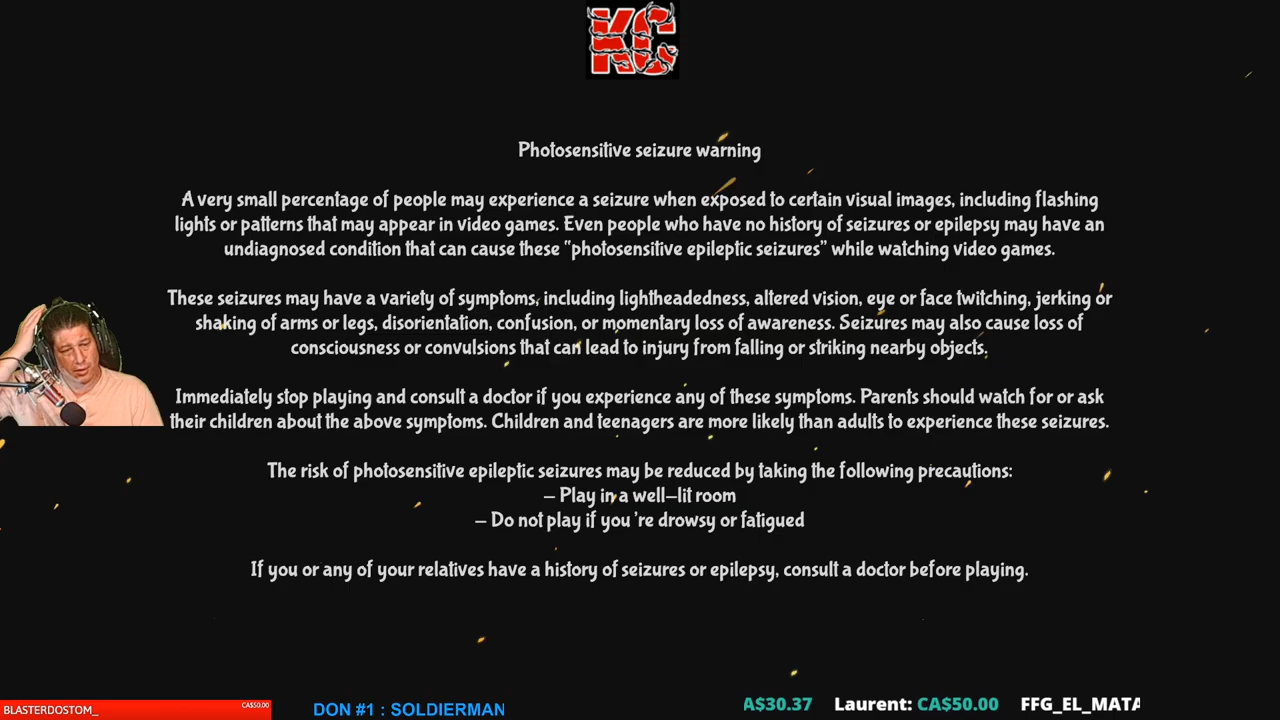 KC
Photosensitive seizure warning
A very small percentage of people may experience a seizure when exposed to certain visual images, including flashing
lights or patterns that may appear in video games. Even people who have no history of seizures or epilepsy may have an
undiagnosed condition that can cause these “photosensitive epileptic seizures” while watching video games.
These seizures may have a variety of symptoms, including lightheadedness, altered vision, eye or face twitching, jerking or
shaking of arms or legs, disorientation, confusion, or momentary loss of awareness. Seizures may also cause loss of
consciousness or convulsions that can lead to injury from falling or striking nearby objects.
Immediately stop playing and consult a doctor if you experience any of these symptoms. Parents should watch for or ask
their children about the above symptoms. Children and teenagers are more likely than adults to experience these seizures.
The risk of photosensitive epileptic seizures may be reduced by taking the following precautions:
– Play in a well–lit room
– Do not play if you 're drowsy or fatigued
If you or any of your relatives have a history of seizures or epilepsy, consult a doctor before playing.
BLASTERDOSTOM_ CA$50.00
DON #1 : SOLDIERMAN
A$30.37 Laurent: CA$50.00 FFG_EL_MATA